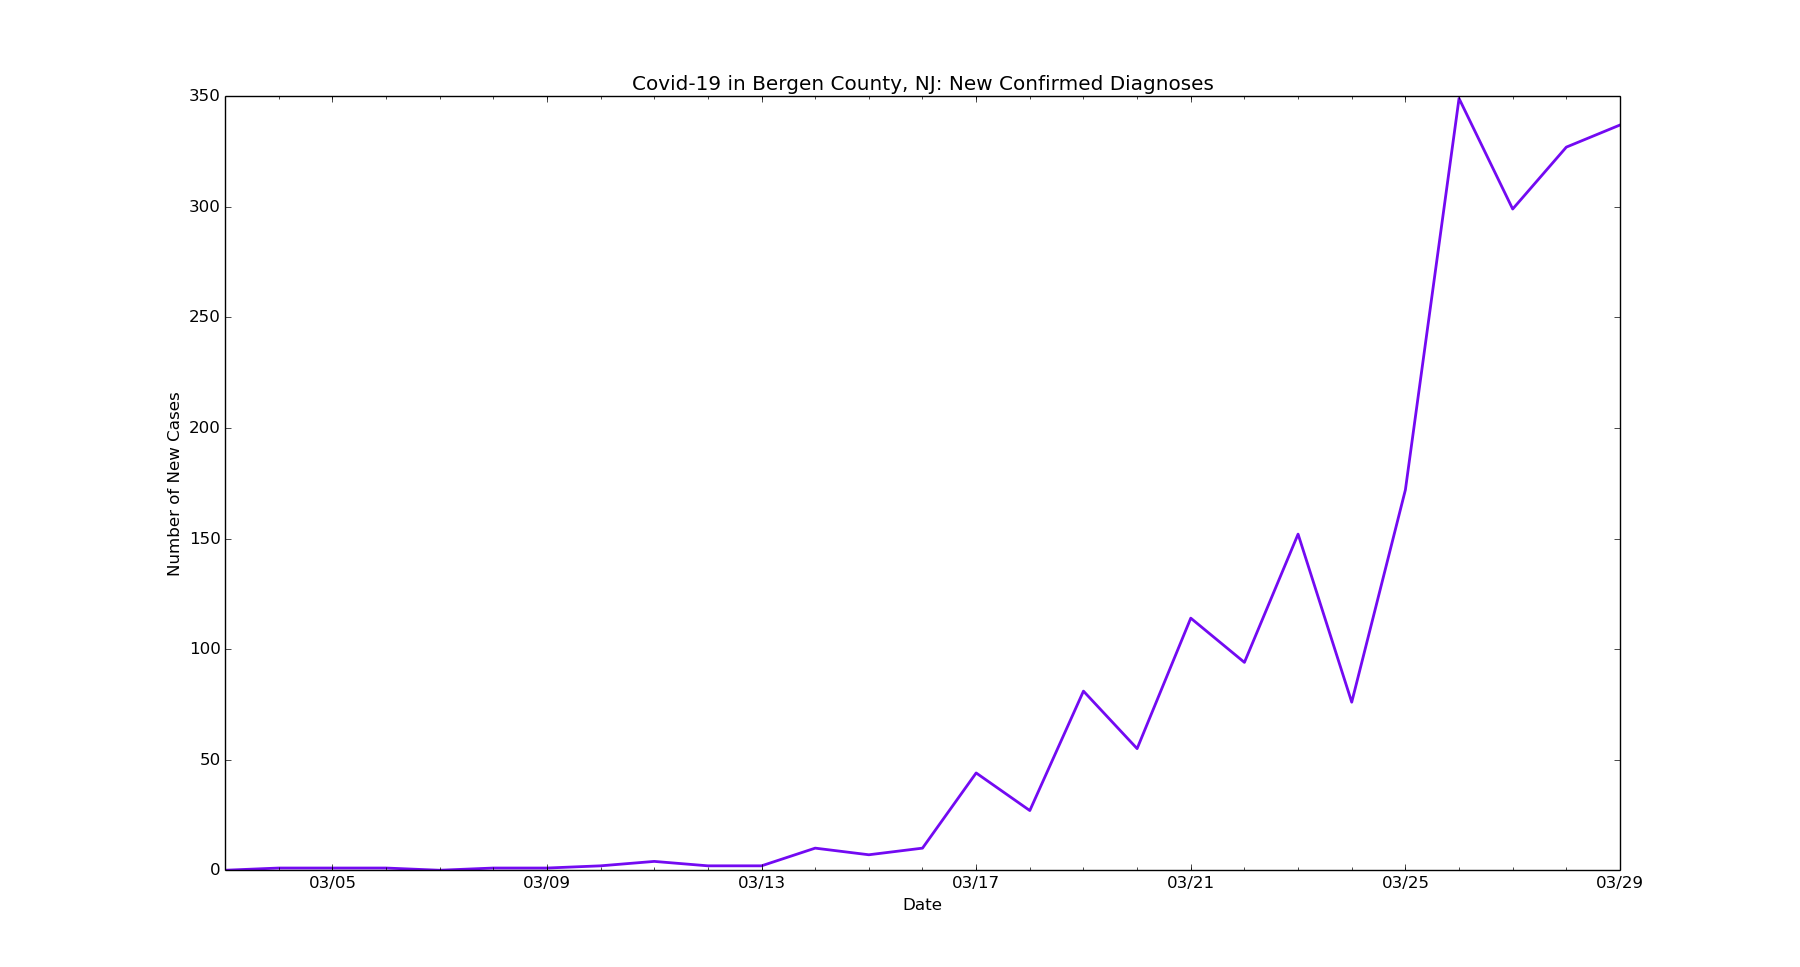 Covid-19 in Bergen County, NJ: New Confirmed Diagnoses
350
300
250
200
150
100
50
0
Number of New Cases
03/05 03/09 03/13 03/17 03/21 03/25 03/29
Date